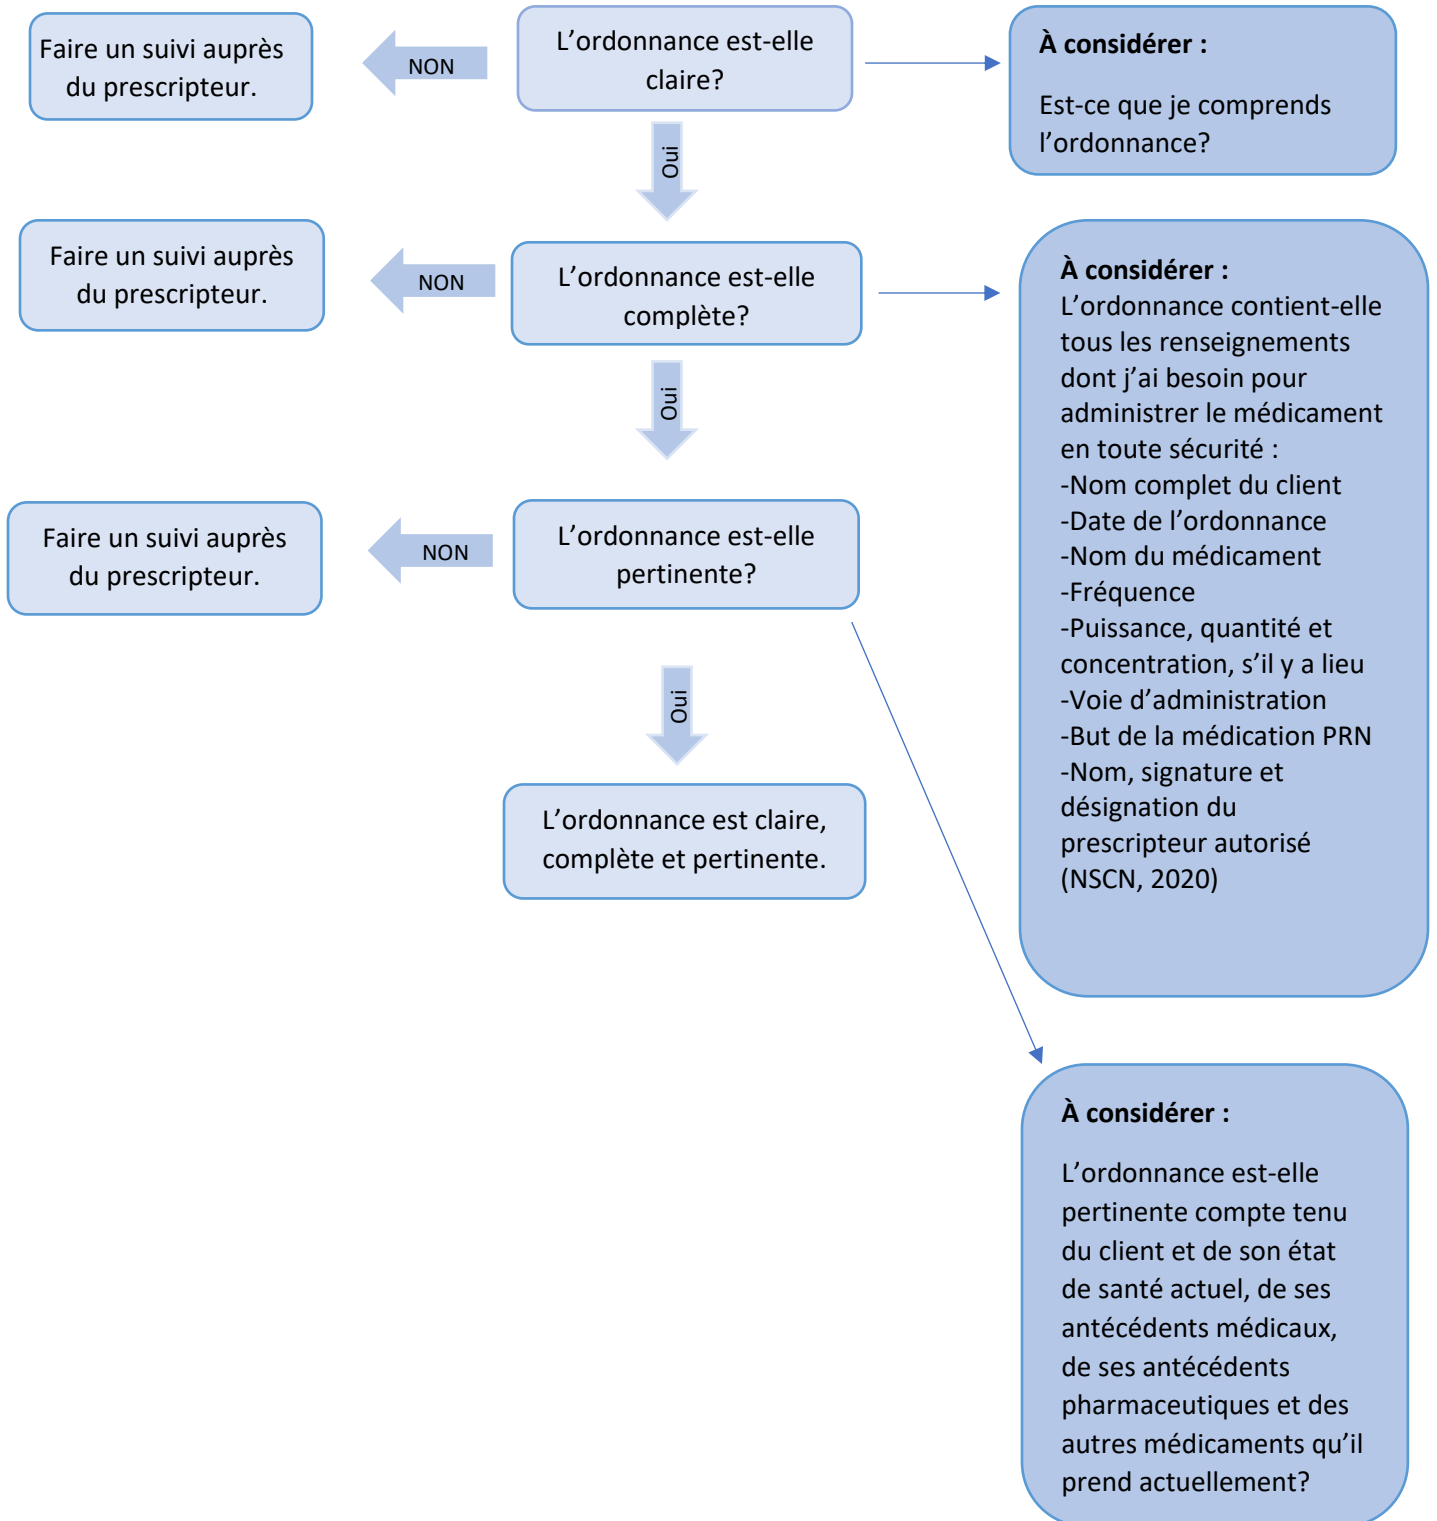 Faire un suivi auprès
du prescripteur.
NON
L’ordonnance est-elle
claire?
À considérer :
Est-ce que je comprends
l’ordonnance?
Oui
Faire un suivi auprès
du prescripteur.
NON
L’ordonnance est-elle
complète?
À considérer :
L’ordonnance contient-elle
tous les renseignements
dont j’ai besoin pour
administrer le médicament
en toute sécurité :
-Nom complet du client
-Date de l’ordonnance
-Nom du médicament
-Fréquence
-Puissance, quantité et
concentration, s’il y a lieu
-Voie d’administration
-But de la médication PRN
-Nom, signature et
désignation du
prescripteur autorisé
(NSCN, 2020)
Oui
Faire un suivi auprès
du prescripteur.
NON
L’ordonnance est-elle
pertinente?
Oui
L’ordonnance est claire,
complète et pertinente.
À considérer :
L’ordonnance est-elle
pertinente compte tenu
du client et de son état
de santé actuel, de ses
antécédents médicaux,
de ses antécédents
pharmaceutiques et des
autres médicaments qu’il
prend actuellement?